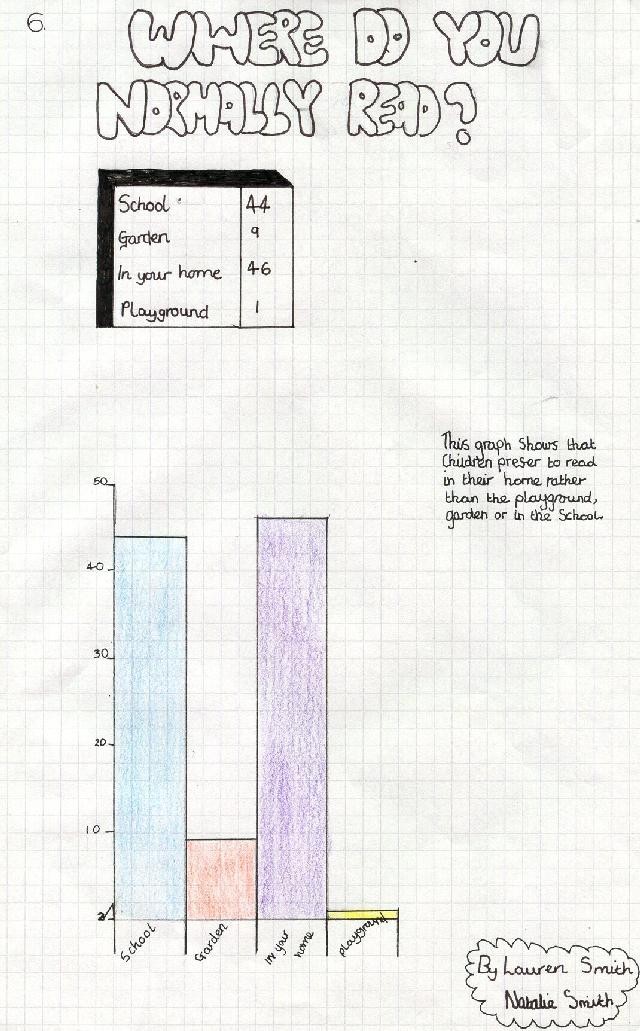 6.
WHERE DO YOU
NORMALLY READ?
School 44
Garden 9
In your home 46
Playground 1
This graph shows that
Children preser to read
in their home rather
than the playground,
garden or in the School.
50
40
30
20
10
School
Garden
In your
home
playground
By Lauren Smith
Natalie Smith